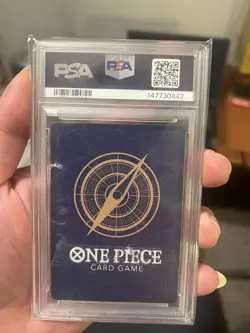 PSA PSA
147730442
ONE PIECE
CARD GAME